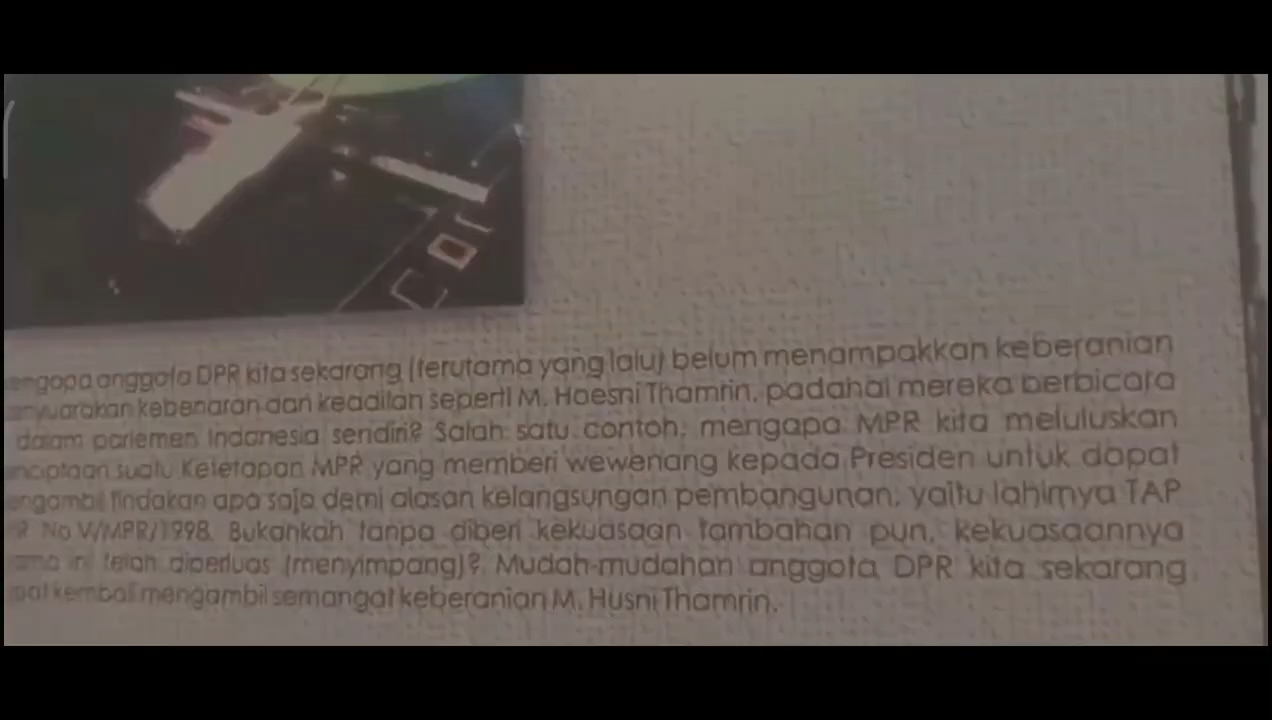 engapa anggota DPR kita sekarang (terutama yang lalu) belum menampakkan keberanian
anyuarakan kebenaran dan keadilan seperti M. Hoesni Thamrin, padahal mereka berbicara
dalam parlemen Indonesia sendiri? Salah satu contoh, mengapa MPR kita meluluskan
enciptaan suatu Ketetapan MPR yang memberi wewenang kepada Presiden untuk dapat
engambil tindakan apa saja demi alasan kelangsungan pembangunan, yaitu lahirnya TAP
No V/MPR/1998. Bukankah tanpa diberi kekuasaan tambahan pun, kekuasaannya
ama ini telah diperluas (menyimpang)? Mudah-mudahan anggota DPR kita sekarang
pat kembali mengambil semangat keberanian M. Husni Thamrin.